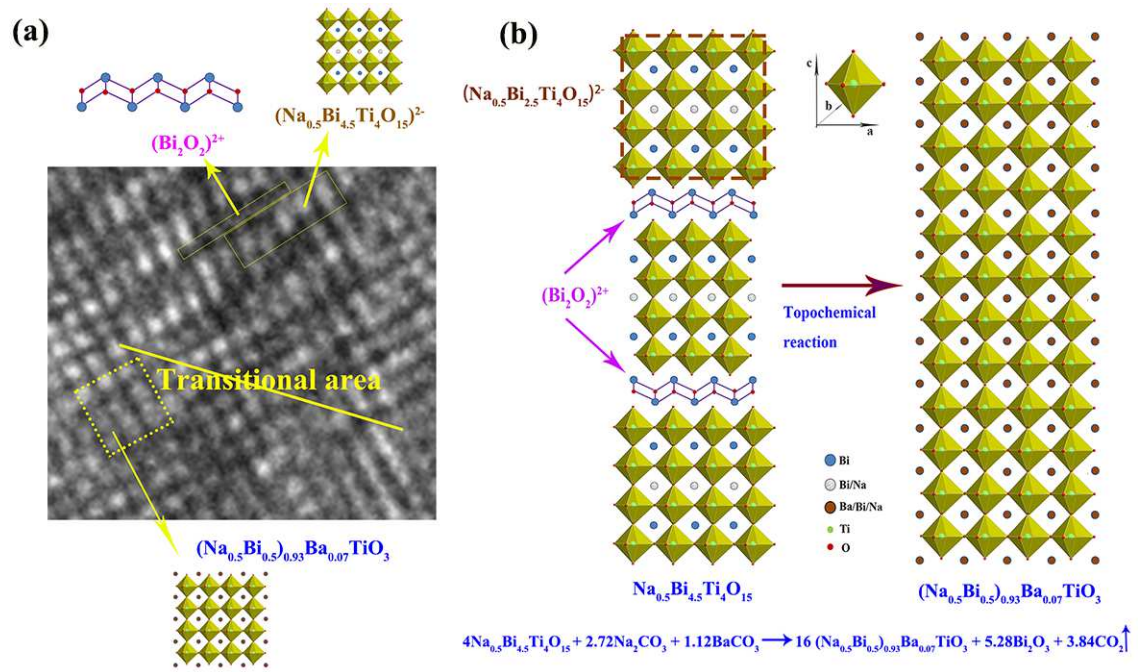 (a)
(Bi₂O₂)²⁺
(Na₀.₅Bi₄.₅Ti₄O₁₅)²⁻
Transitional area
(Na₀.₅Bi₀.₅)₀.₉₃Ba₀.₀₇TiO₃
(b)
(Na₀.₅Bi₂.₅Ti₄O₁₅)²⁻
c
b
a
(Bi₂O₂)²⁺
Topochemical
reaction
Bi
Bi/Na
Ba/Bi/Na
Ti
O
Na₀.₅Bi₄.₅Ti₄O₁₅
(Na₀.₅Bi₀.₅)₀.₉₃Ba₀.₀₇TiO₃
4Na₀.₅Bi₄.₅Ti₄O₁₅ + 2.72Na₂CO₃ + 1.12BaCO₃ → 16 (Na₀.₅Bi₀.₅)₀.₉₃Ba₀.₀₇TiO₃ + 5.28Bi₂O₃ + 3.84CO₂↑